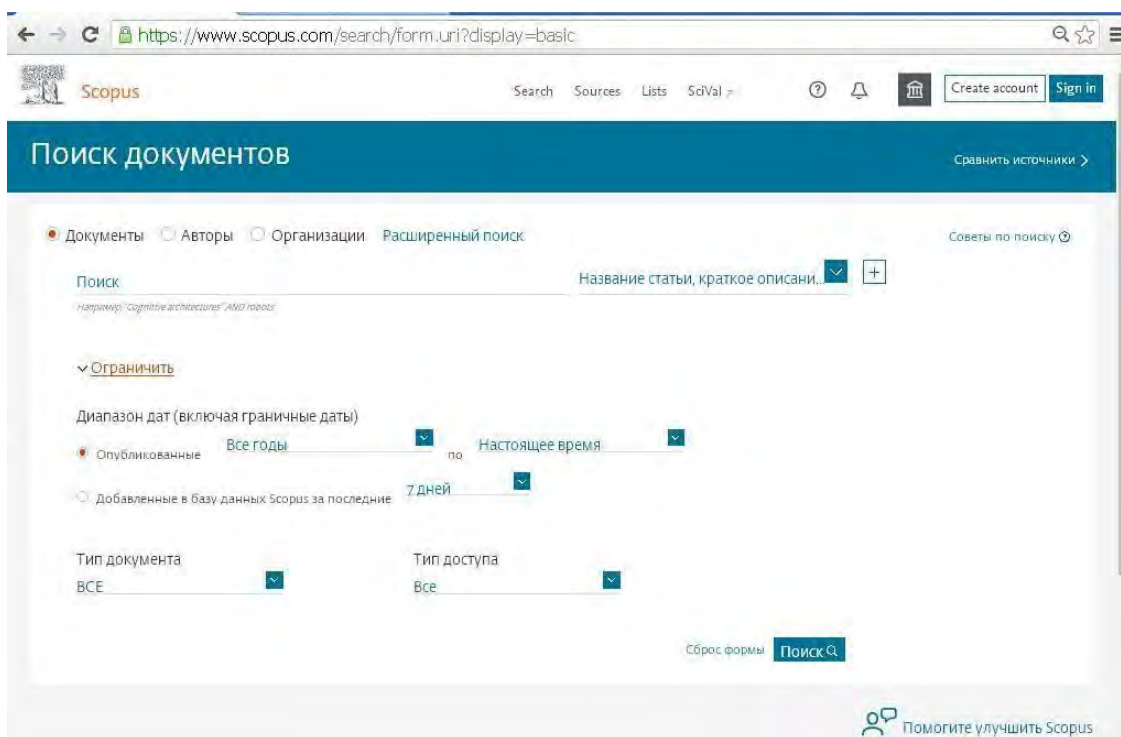 https://www.scopus.com/search/form.uri?display=basic
Scopus Search Sources Lists SciVal Create account Sign in
Поиск документов Сравнить источники
Документы Авторы Организации Расширенный поиск Советы по поиску
Поиск Название статьи, краткое описани...
Например, "Cognitive architectures" AND robots
Ограничить
Диапазон дат (включая граничные даты)
Опубликованные Все годы по Настоящее время
Добавленные в базу данных Scopus за последние 7 дней
Тип документа Тип доступа
ВСЕ Все
Сброс формы Поиск
Помогите улучшить Scopus